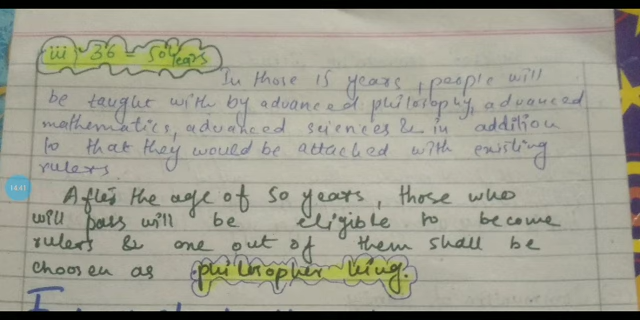 iii) 36 - 50 Years
In those 15 years, people will
be taught with by advanced philosophy, advanced
mathematics, advanced sciences & in addition
to that they would be attached with existing
rulers.
14:41
After the age of 50 years, those who
will pass will be eligible to become
rulers & one out of them shall be
choosen as philosopher king.